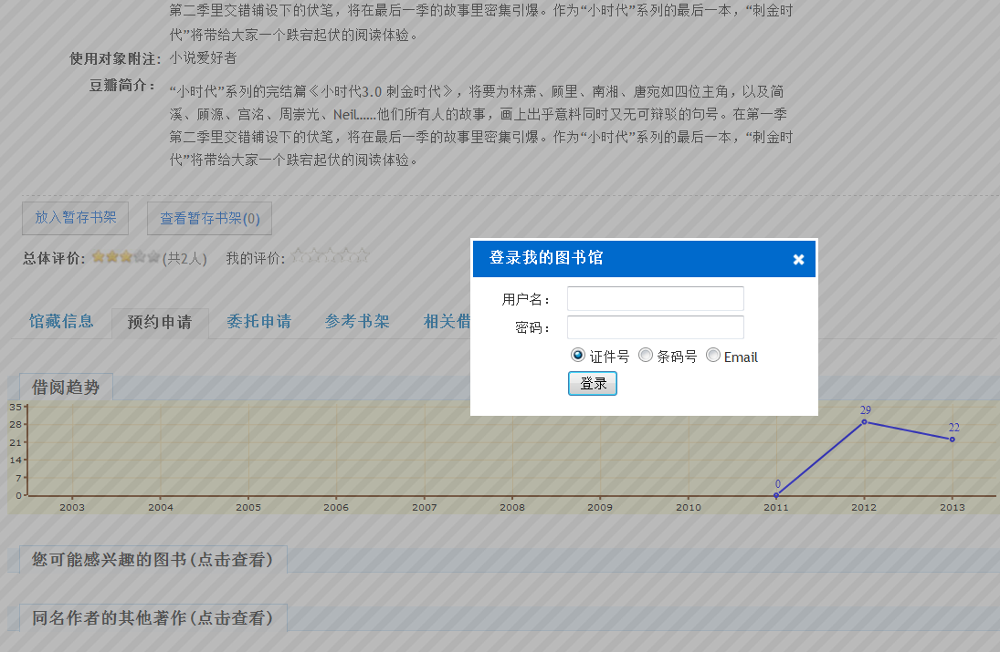 第二季里交错铺设下的伏笔，将在最后一季的故事里密集引爆。作为“小时代”系列的最后一本，“刺金时
代”将带给大家一个跌宕起伏的阅读体验。
使用对象附注: 小说爱好者
豆瓣简介：
“小时代”系列的完结篇《小时代3.0 刺金时代》，将要为林萧、顾里、南湘、唐宛如四位主角，以及简
溪、顾源、宫洺、周崇光、Neil......他们所有人的故事，画上出乎意料同时又无可辩驳的句号。在第一季
第二季里交错铺设下的伏笔，将在最后一季的故事里密集引爆。作为“小时代”系列的最后一本，“刺金时
代”将带给大家一个跌宕起伏的阅读体验。
放入暂存书架 查看暂存书架(0)
总体评价: (共2人) 我的评价:
登录我的图书馆
用户名：
密码：
证件号 条码号 Email
登录
馆藏信息 预约申请 委托申请 参考书架 相关借
借阅趋势
35
28
21
14
7
0
29
22
0
2003 2004 2005 2006 2007 2008 2009 2010 2011 2012 2013
您可能感兴趣的图书(点击查看)
同名作者的其他著作(点击查看)